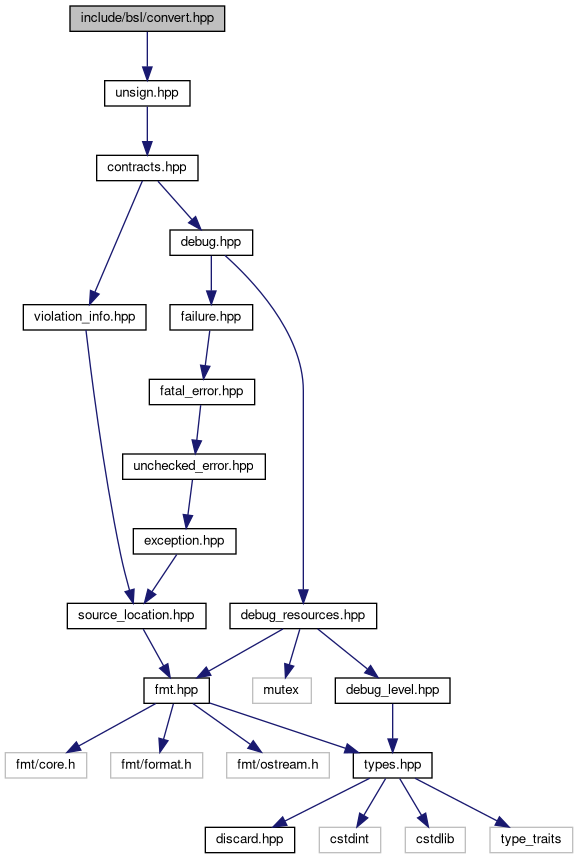 include/bsl/convert.hpp
unsign.hpp
contracts.hpp
debug.hpp
violation_info.hpp
failure.hpp
fatal_error.hpp
unchecked_error.hpp
exception.hpp
source_location.hpp
debug_resources.hpp
fmt.hpp
mutex
debug_level.hpp
fmt/core.h
fmt/format.h
fmt/ostream.h
types.hpp
discard.hpp
cstdint
cstdlib
type_traits